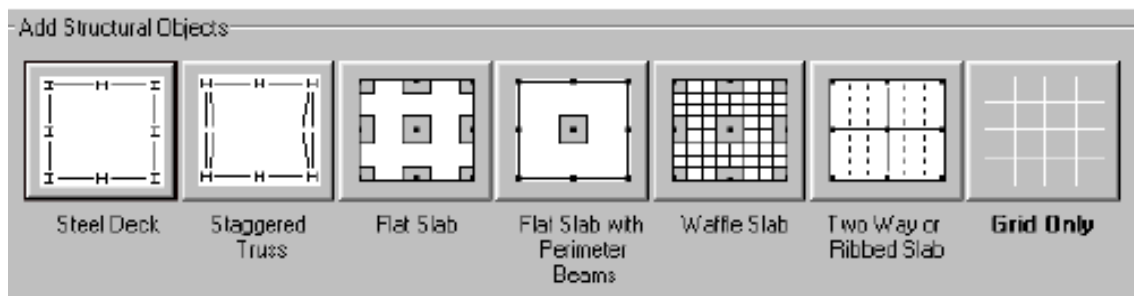 Add Structural Objects
Steel Deck
Staggered
Truss
Flat Slab
Flat Slab with
Perimeter
Beams
Waffle Slab
Two Way or
Ribbed Slab
Grid Only